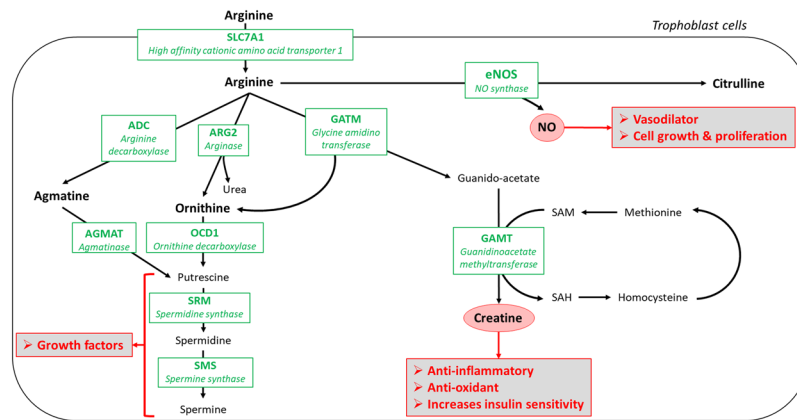 Arginine
Trophoblast cells
SLC7A1
High affinity cationic amino acid transporter 1
Arginine
eNOS
NO synthase
Citrulline
NO
➢ Vasodilator
➢ Cell growth & proliferation
ADC
Arginine
decarboxylase
ARG2
Arginase
GATM
Glycine amidino
transferase
Urea
Guanido-acetate
Agmatine
Ornithine
SAM
Methionine
AGMAT
Agmatinase
OCD1
Ornithine decarboxylase
GAMT
Guanidinoacetate
methyltransferase
Putrescine
SAH
Homocysteine
SRM
Spermidine synthase
Creatine
➢ Growth factors
Spermidine
SMS
Spermine synthase
➢ Anti-inflammatory
➢ Anti-oxidant
➢ Increases insulin sensitivity
Spermine